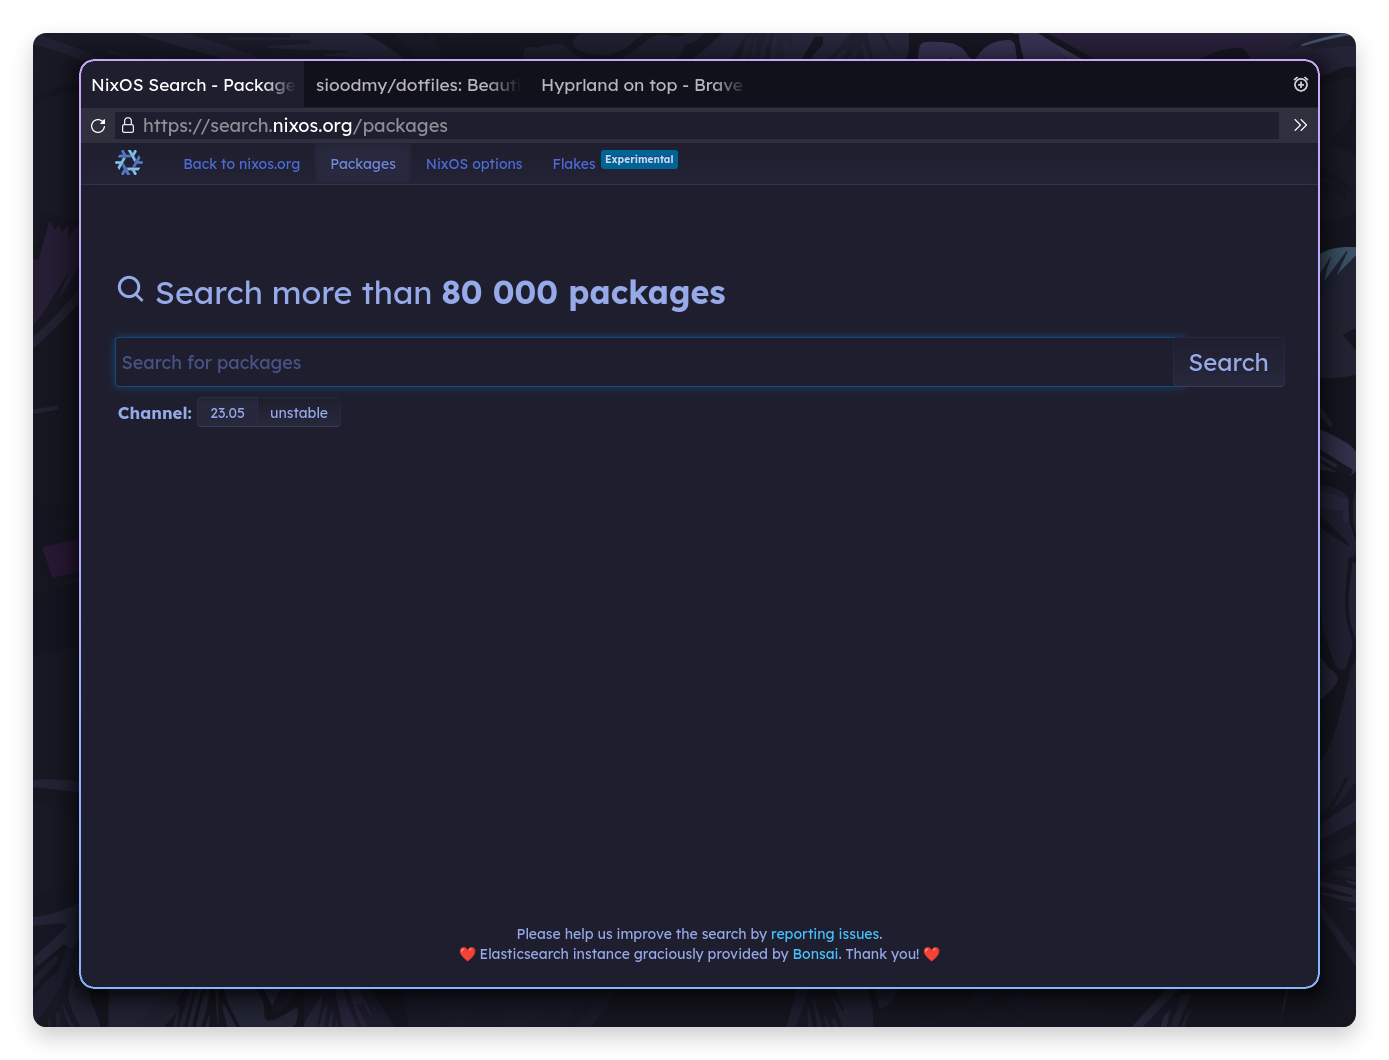 NixOS Search - Package
sioodmy/dotfiles: Beauti
Hyprland on top - Brave
https://search.nixos.org/packages
Back to nixos.org
Packages
NixOS options
Flakes Experimental
Search more than 80 000 packages
Search for packages
Search
Channel: 23.05 unstable
Please help us improve the search by reporting issues.
❤️ Elasticsearch instance graciously provided by Bonsai. Thank you! ❤️